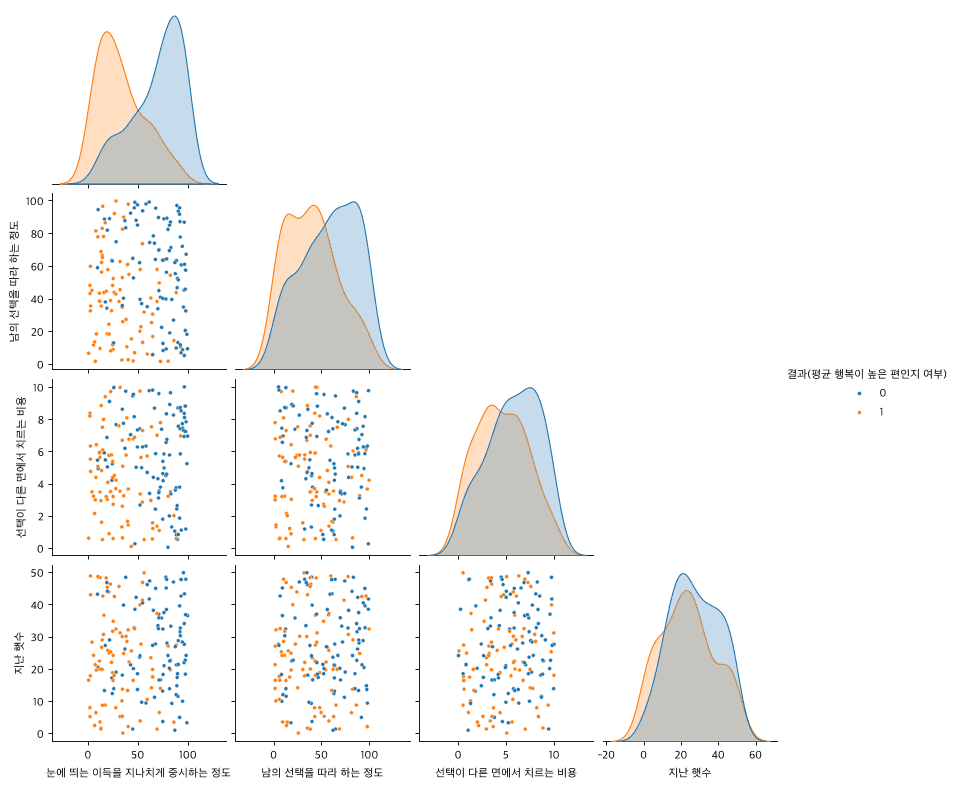 남의 선택을 따라 하는 정도
100
80
60
40
20
0
선택이 다른 면에서 치르는 비용
10
8
6
4
2
0
결과(평균 행복이 높은 편인지 여부)
0
1
지난 햇수
50
40
30
20
10
0
0 50 100
0 50 100
0 5 10
-20 0 20 40 60
눈에 띄는 이득을 지나치게 중시하는 정도
남의 선택을 따라 하는 정도
선택이 다른 면에서 치르는 비용
지난 햇수